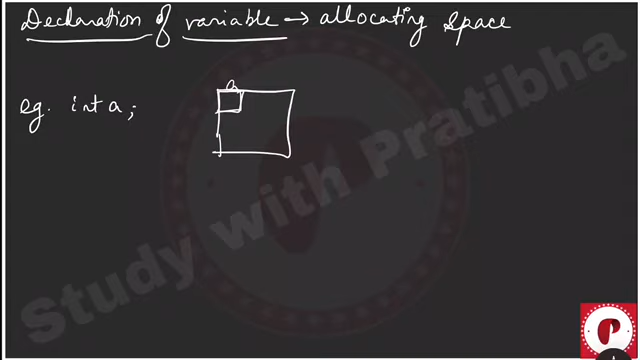 Declaration of variable → allocating space
a
eg. int a;
Study with Pratibha
P